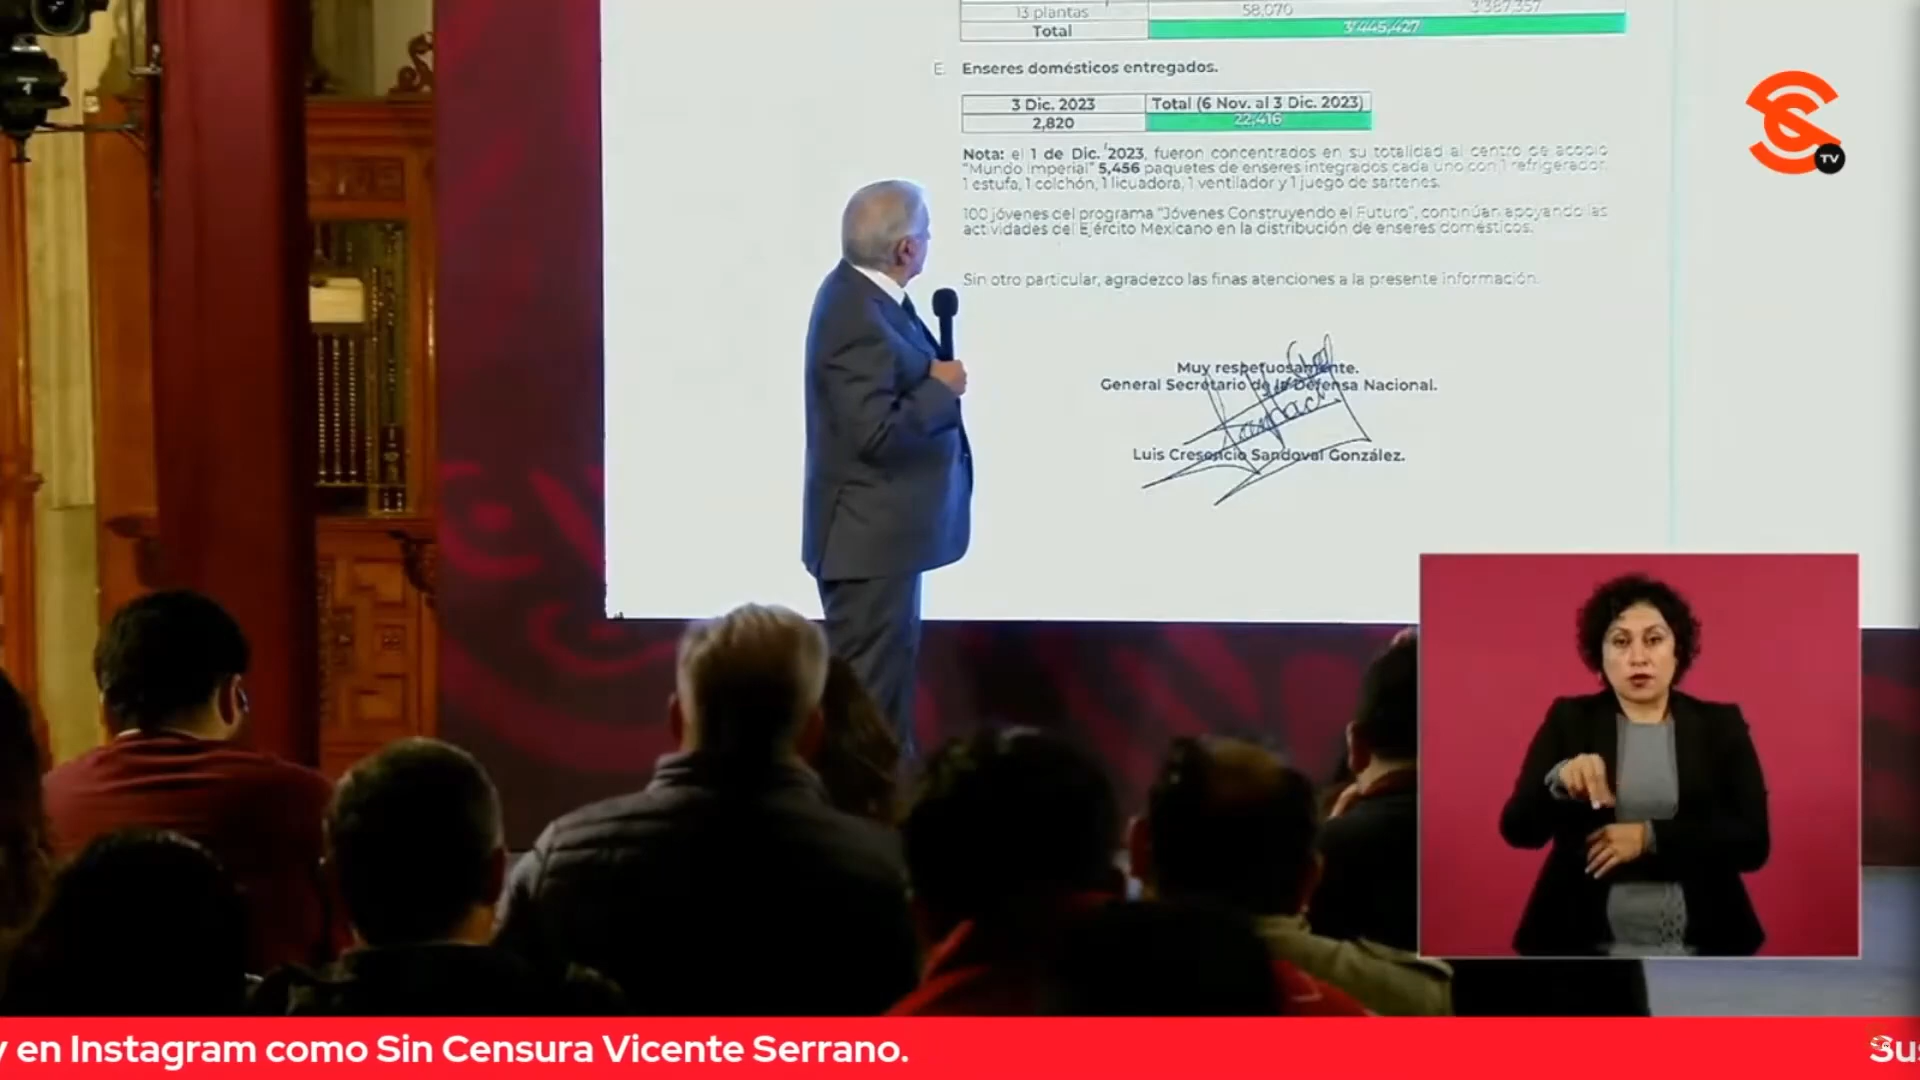 13 plantas 58,070 3'387,357
Total 3'445,427
E. Enseres domésticos entregados.
3 Dic. 2023 Total (6 Nov. al 3 Dic. 2023)
2,820 22,416
Nota: el 1 de Dic. 2023, fueron concentrados en su totalidad al centro de acopio
"Mundo Imperial" 5,456 paquetes de enseres integrados cada uno con 1 refrigerador,
1 estufa, 1 colchón, 1 licuadora, 1 ventilador y 1 juego de sartenes.
100 jóvenes del programa "Jóvenes Construyendo el Futuro", continúan apoyando las
actividades del Ejército Mexicano en la distribución de enseres domésticos.
Sin otro particular, agradezco las finas atenciones a la presente información.
Muy respetuosamente.
General Secretario de la Defensa Nacional.
Luis Cresencio Sandoval González.
TV
y en Instagram como Sin Censura Vicente Serrano.
Sus